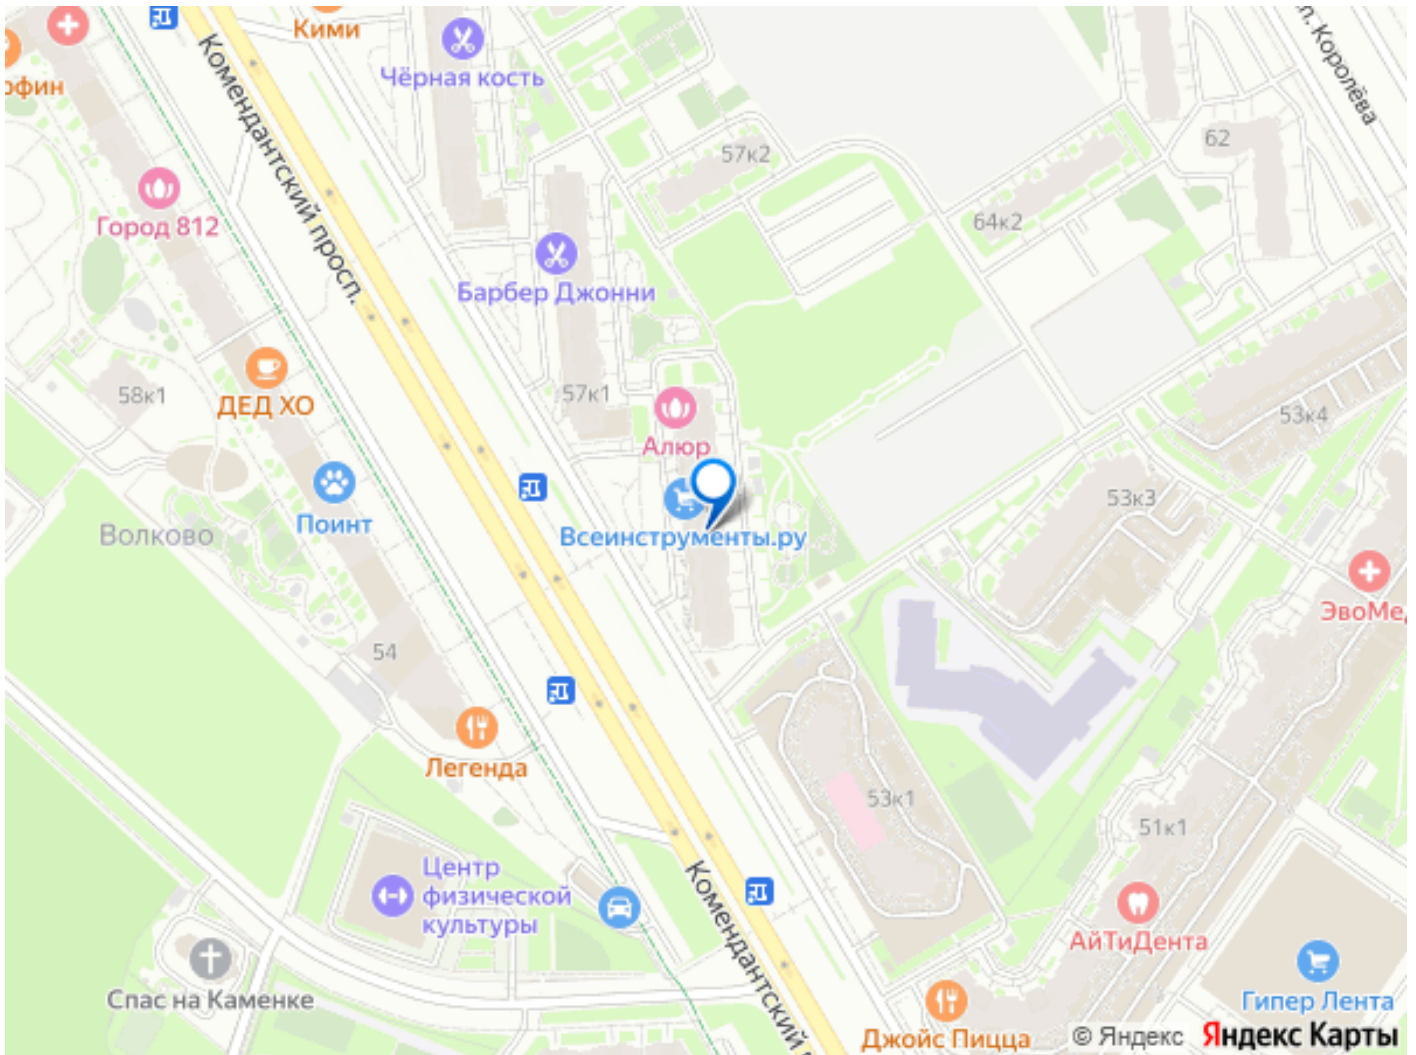 Кими
Чёрная кость
офин
Комендантский просп.
Королёва
62
57к2
64к2
Город 812
Барбер Джонни
58к1
ДЕД ХО
57к1
Алюр
53к4
53к3
Поинт
Волково
Всеинструменты.ру
ЭвоМед
54
Легенда
53к1
51к1
Центр
физической
культуры
Комендантский
АйТиДента
Спас на Каменке
Гипер Лента
Джойс Пицца
© Яндекс Яндекс Карты